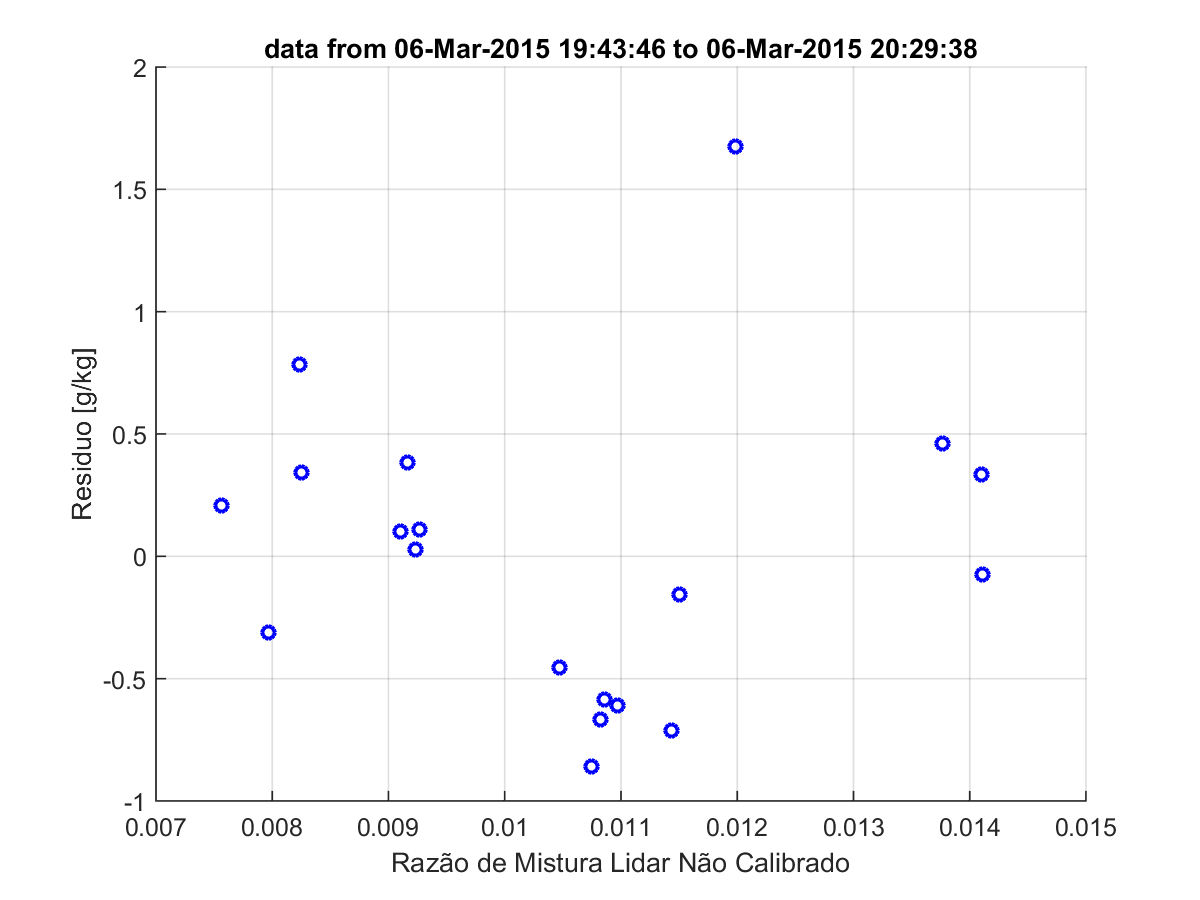 data from 06-Mar-2015 19:43:46 to 06-Mar-2015 20:29:38
2
1.5
1
0.5
0
-0.5
-1
Residuo [g/kg]
0.007 0.008 0.009 0.01 0.011 0.012 0.013 0.014 0.015
Razão de Mistura Lidar Não Calibrado